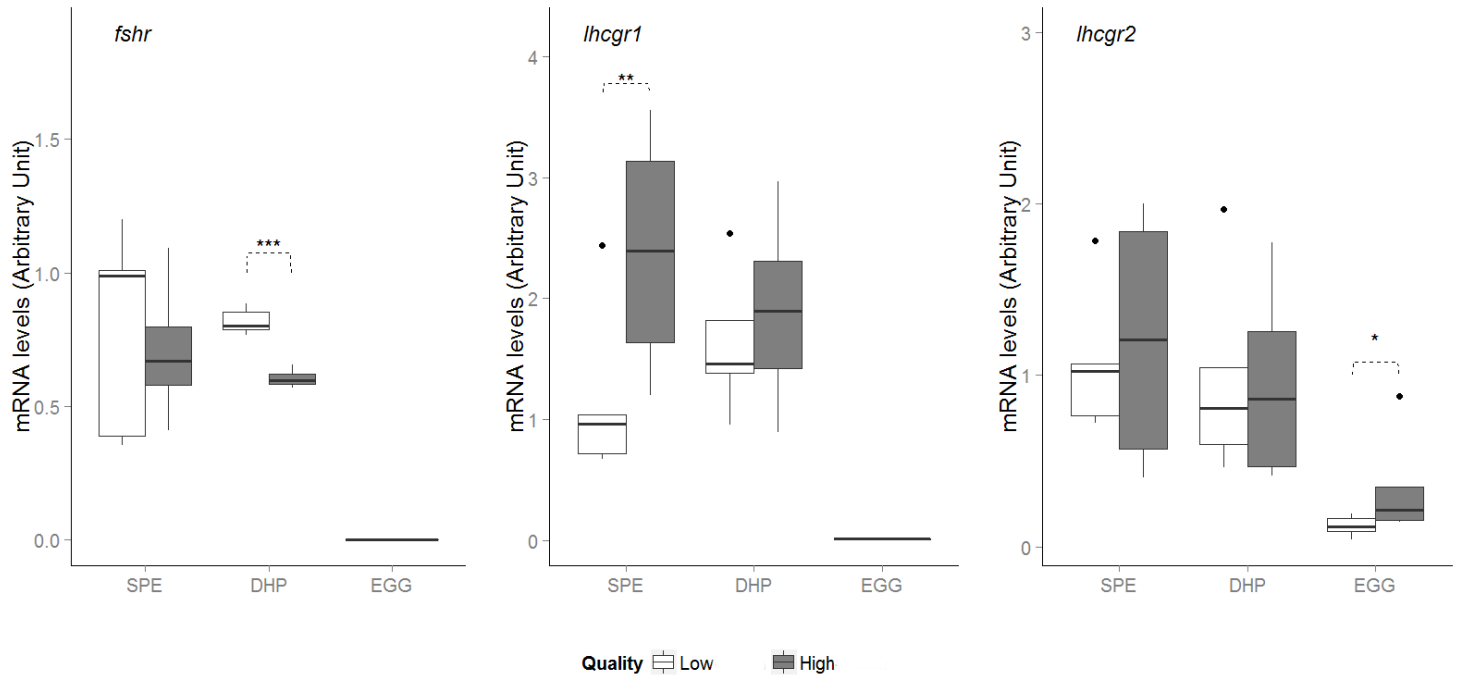 fshr
mRNA levels (Arbitrary Unit)
1.5
1.0
0.5
0.0
***
SPE DHP EGG
lhcgr1
mRNA levels (Arbitrary Unit)
4
3
2
1
0
**
SPE DHP EGG
lhcgr2
mRNA levels (Arbitrary Unit)
3
2
1
0
*
SPE DHP EGG
Quality Low High